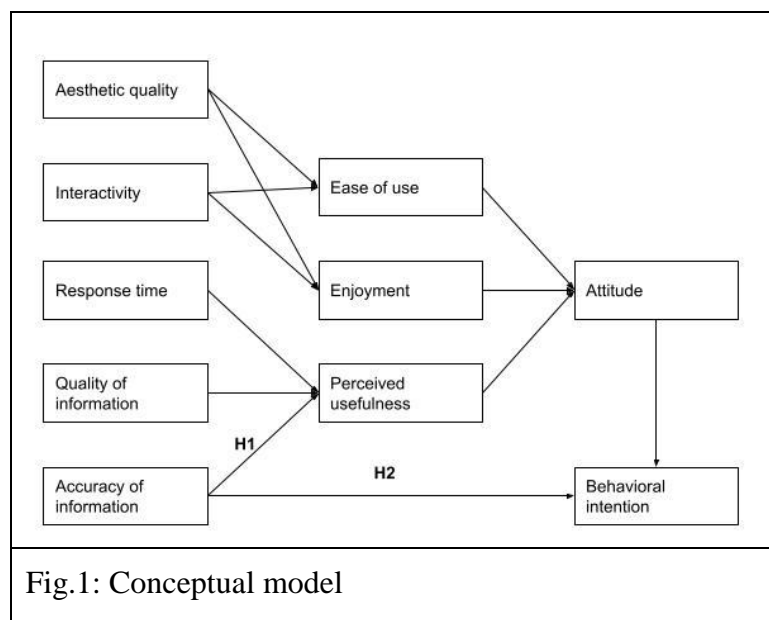 Aesthetic quality
Interactivity
Response time
Quality of
information
Accuracy of
information
Ease of use
Enjoyment
Perceived
usefulness
H1
H2
Attitude
Behavioral
intention
Fig.1: Conceptual model